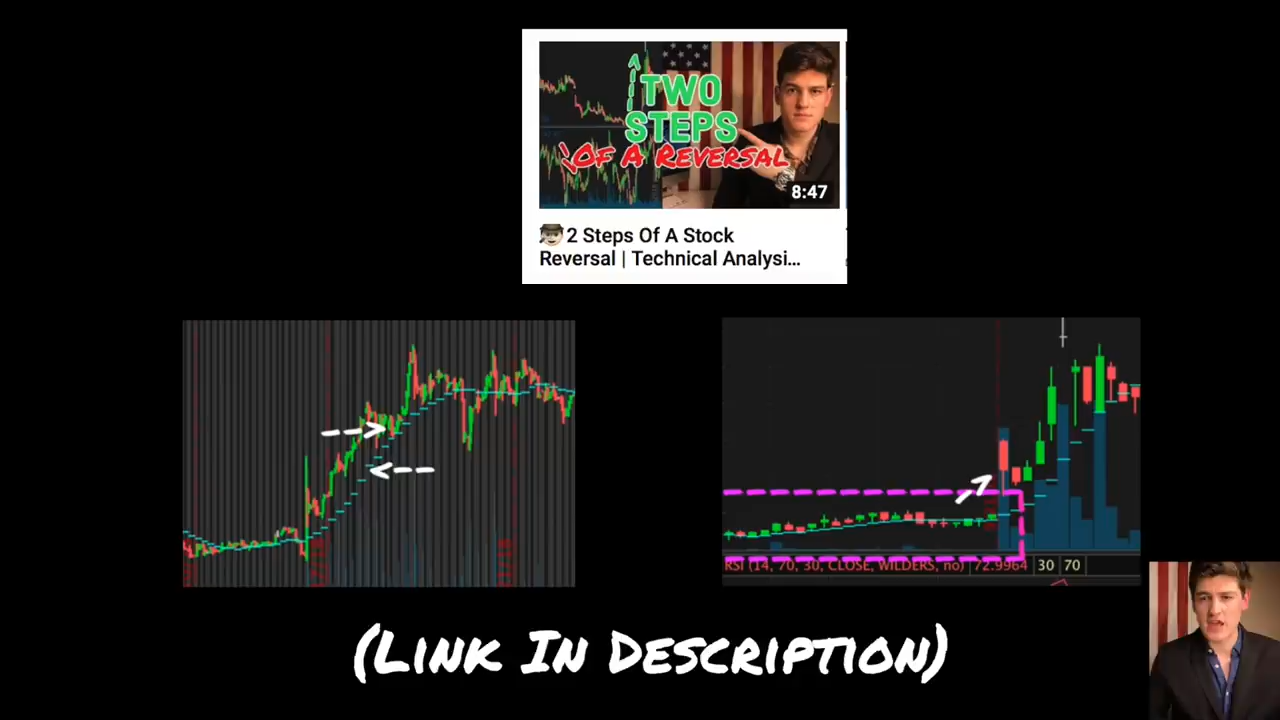 TWO
STEPS
OF A REVERSAL
8:47
2 Steps Of A Stock
Reversal | Technical Analysi...
RSI (14, 70, 30, CLOSE, WILDERS, no) 72.9964 30 70
(LINK IN DESCRIPTION)